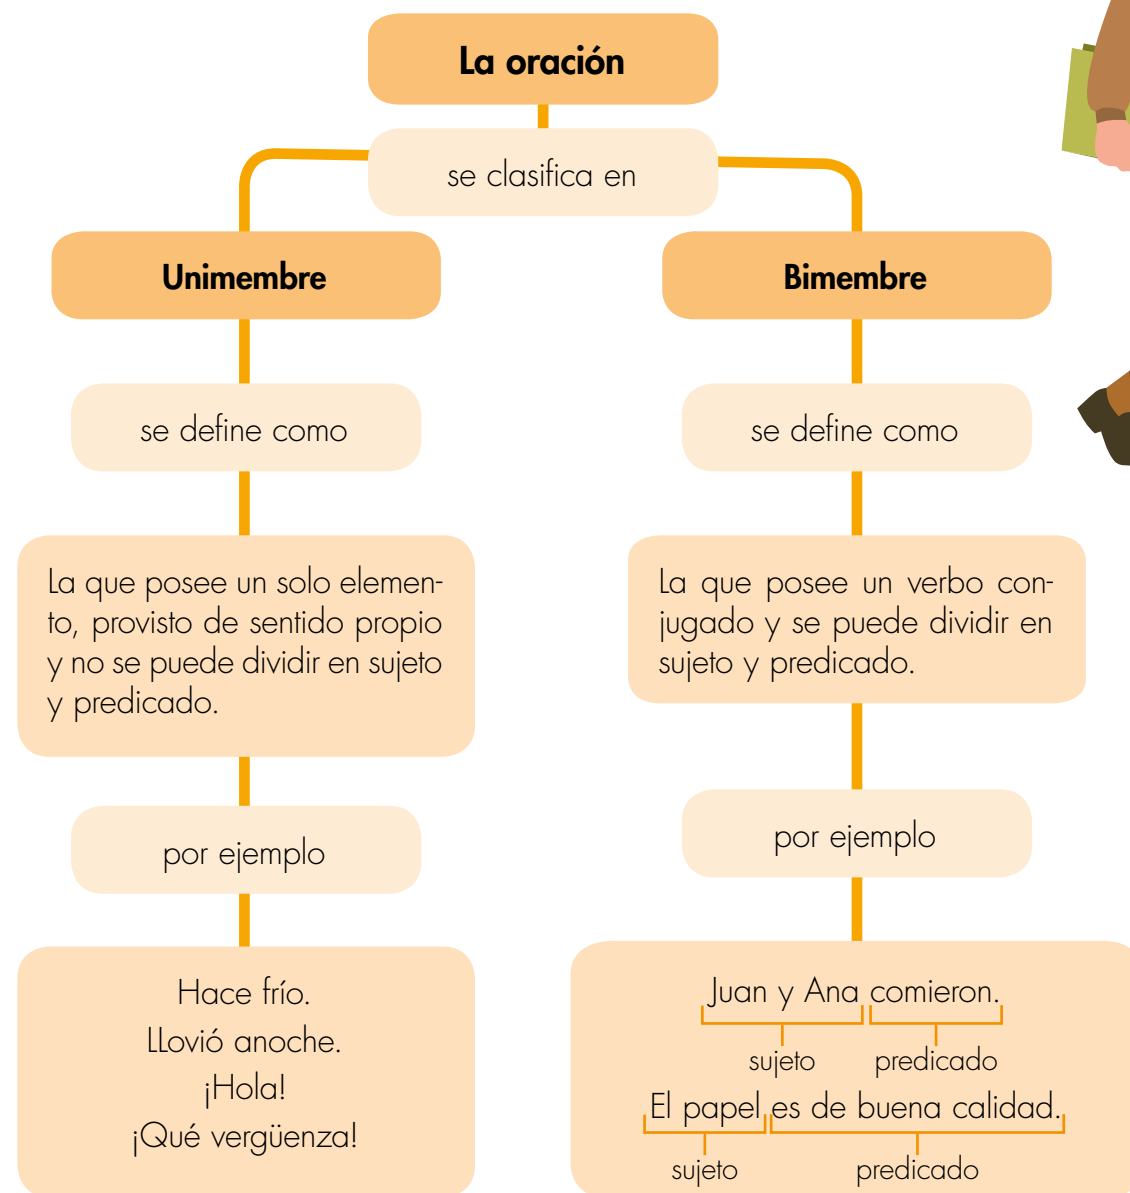 La oración
se clasifica en
Unimembre
se define como
La que posee un solo elemen-
to, provisto de sentido propio
y no se puede dividir en sujeto
y predicado.
por ejemplo
Hace frío.
LLovió anoche.
¡Hola!
¡Qué vergüenza!
Bimembre
se define como
La que posee un verbo con-
jugado y se puede dividir en
sujeto y predicado.
por ejemplo
Juan y Ana comieron.
sujeto predicado
El papel es de buena calidad.
sujeto predicado